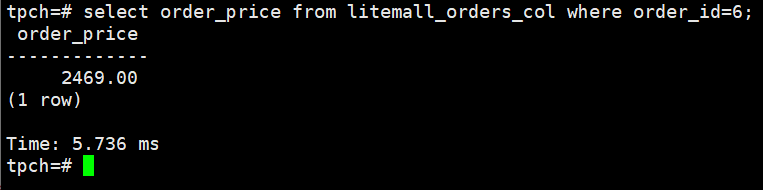 tpch=# select order_price from litemall_orders_col where order_id=6;
order_price
-------------
2469.00
(1 row)
Time: 5.736 ms
tpch=#